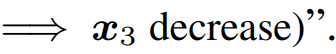 ⟹ x₃ decrease)”.